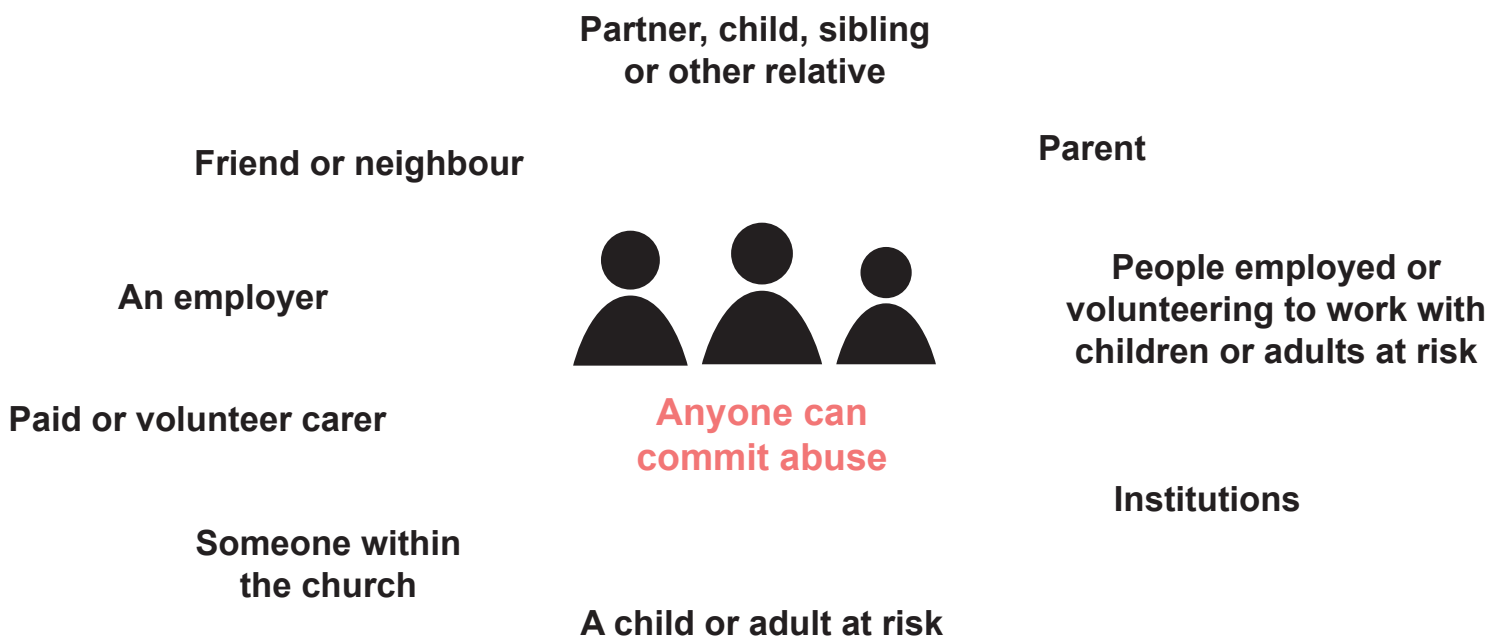 Partner, child, sibling
or other relative
Parent
Friend or neighbour
People employed or
volunteering to work with
children or adults at risk
An employer
Anyone can
commit abuse
Paid or volunteer carer
Institutions
Someone within
the church
A child or adult at risk